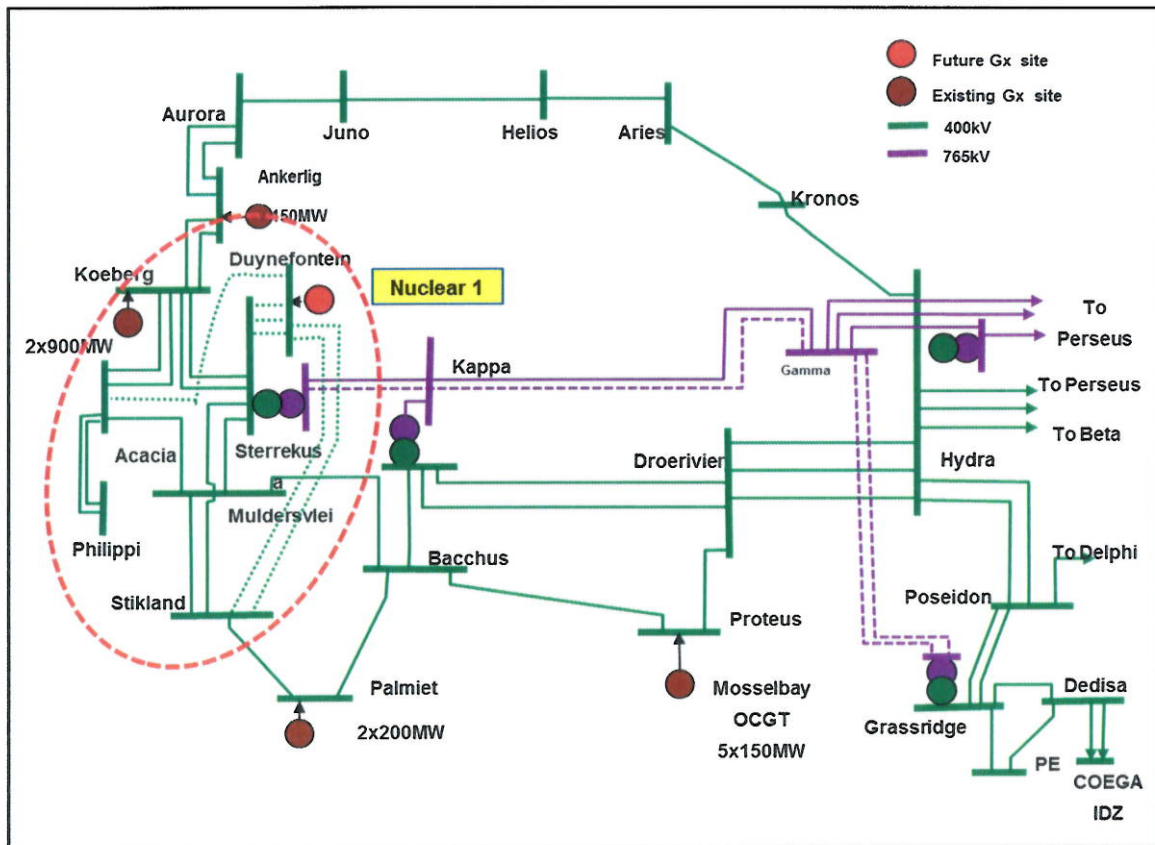 Future Gx site
Existing Gx site
400kV
765kV
Aurora
Juno
Helios
Aries
Ankerlig
150MW
Kronos
Duynefontein
Koeberg
Nuclear 1
2x900MW
Kappa
Gamma
To
Perseus
To Perseus
To Beta
Acacia
Sterrekus
a
Muldersvlei
Droerivier
Hydra
Philippi
Bacchus
To Delphi
Stikland
Poseidon
Proteus
Palmiet
2x200MW
Mosselbay
OCGT
5x150MW
Dedisa
Grassridge
PE
COEGA
IDZ